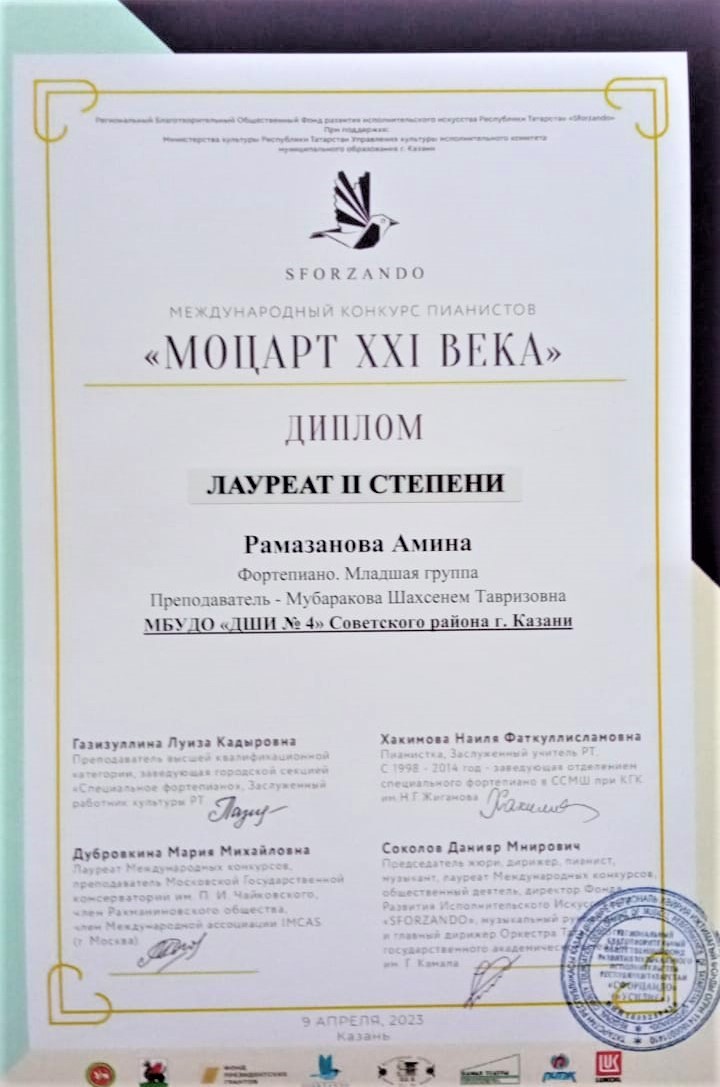 Региональный Благотворительный Общественный Фонд развития исполнительского искусства Республики Татарстан «Sforzando»
При поддержке:
Министерства культуры Республики Татарстан Управления культуры исполнительного комитета
муниципального образования г. Казани
SFORZANDO
МЕЖДУНАРОДНЫЙ КОНКУРС ПИАНИСТОВ
«МОЦАРТ XXI ВЕКА»
ДИПЛОМ
ЛАУРЕАТ II СТЕПЕНИ
Рамазанова Амина
Фортепиано. Младшая группа
Преподаватель - Мубаракова Шахсенем Тавризовна
МБУДО «ДШИ № 4» Советского района г. Казани
Газизуллина Луиза Кадыровна
Преподаватель высшей квалификационной
категории, заведующая городской секцией
«Специальное фортепиано», Заслуженный
работник культуры РТ
Хакимова Наиля Фаткуллисламовна
Пианистка, Заслуженный учитель РТ.
С 1998 - 2014 год - заведующая отделением
специального фортепиано в ССМШ при КГК
им.Н.Г.Жиганова
Дубровкина Мария Михайловна
Лауреат Международных конкурсов,
преподаватель Московской Государственной
консерватории им. П. И. Чайковского,
член Рахманиновского общества,
член Международной ассоциации IMCAS
(г. Москва)
Соколов Данияр Мнирович
Председатель жюри, дирижер, пианист,
музыкант, лауреат Международных конкурсов,
общественный деятель, директор Фонда
Развития Исполнительского
«SFORZANDO», музыкальный
и главный дирижер Оркестра
государственного
им. Г. Камала
9 АПРЕЛЯ, 2023
Казань
ФОНД
ПРЕЗИДЕНТСКИХ
ГРАНТОВ